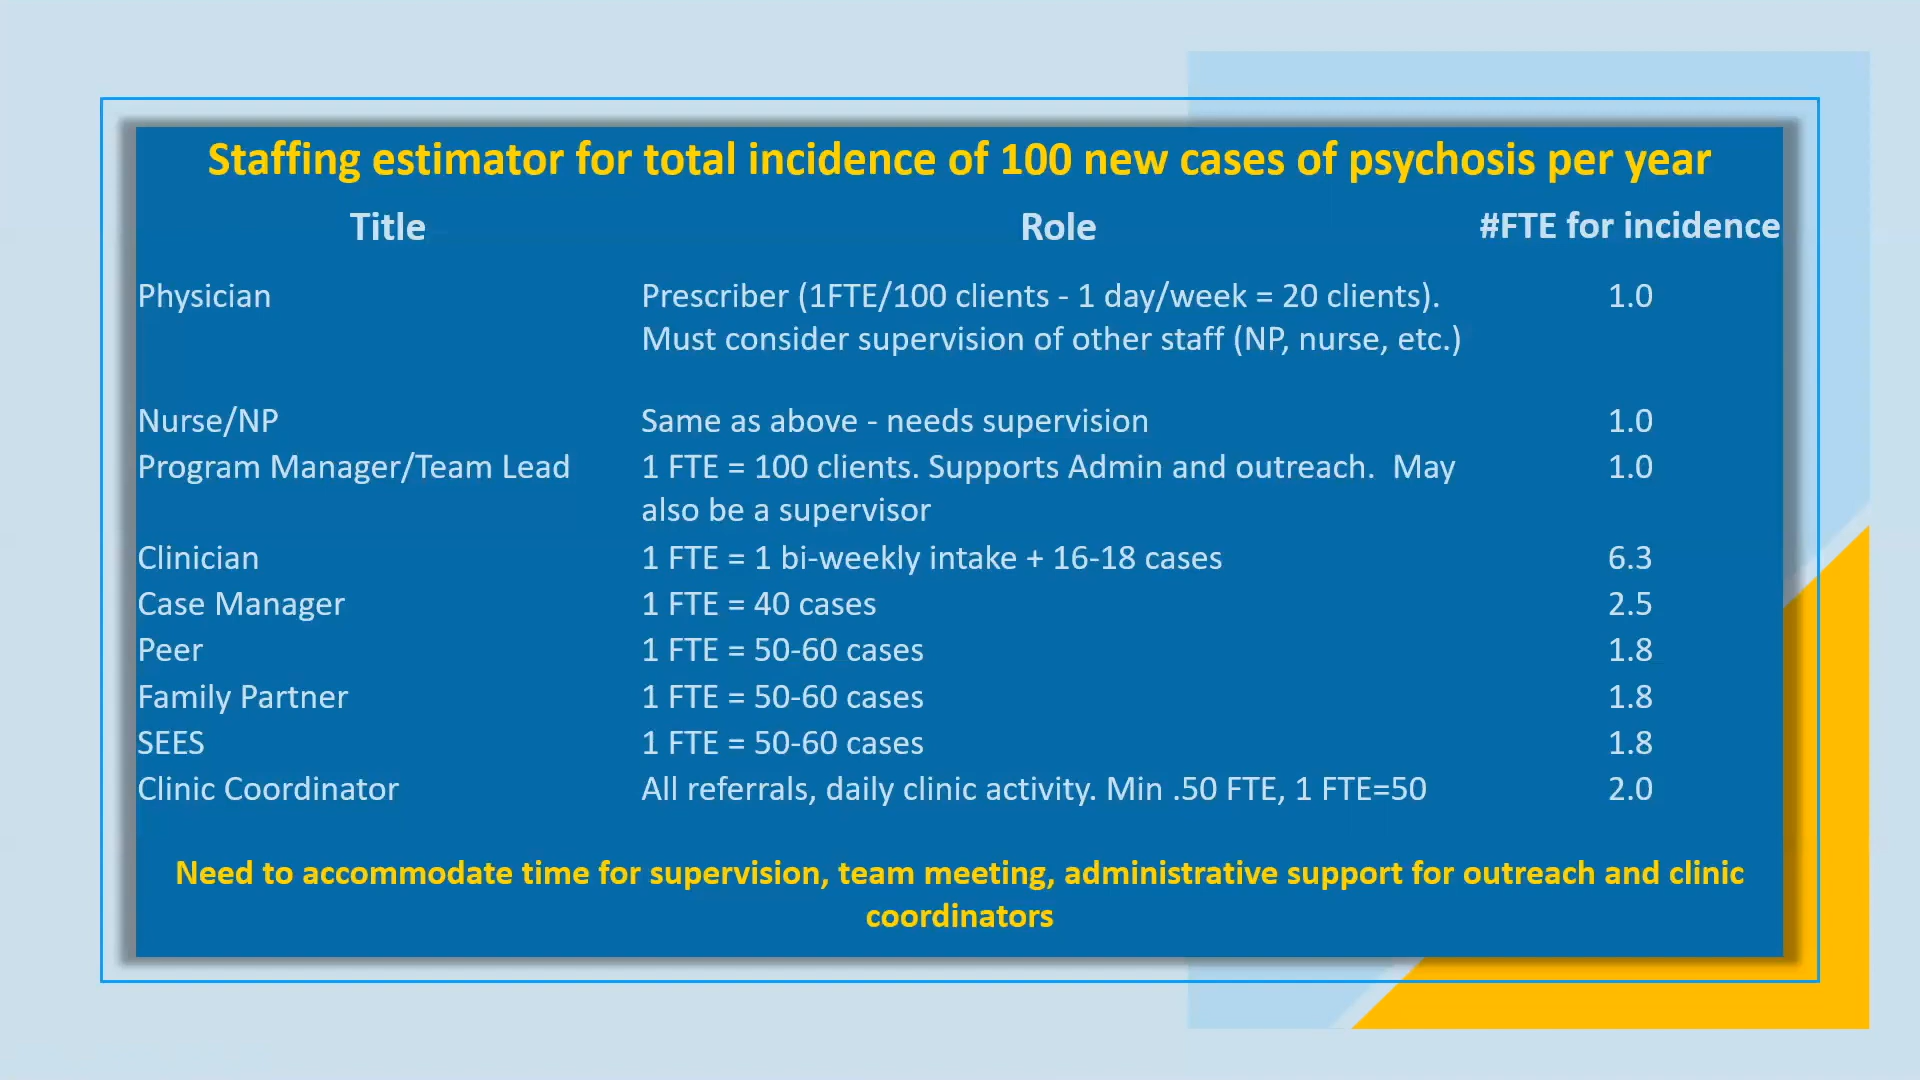 Staffing estimator for total incidence of 100 new cases of psychosis per year
Title Role #FTE for incidence
Physician Prescriber (1FTE/100 clients - 1 day/week = 20 clients). 1.0
Must consider supervision of other staff (NP, nurse, etc.)
Nurse/NP Same as above - needs supervision 1.0
Program Manager/Team Lead 1 FTE = 100 clients. Supports Admin and outreach.  May 1.0
also be a supervisor
Clinician 1 FTE = 1 bi-weekly intake + 16-18 cases 6.3
Case Manager 1 FTE = 40 cases 2.5
Peer 1 FTE = 50-60 cases 1.8
Family Partner 1 FTE = 50-60 cases 1.8
SEES 1 FTE = 50-60 cases 1.8
Clinic Coordinator All referrals, daily clinic activity. Min .50 FTE, 1 FTE=50 2.0
Need to accommodate time for supervision, team meeting, administrative support for outreach and clinic
coordinators